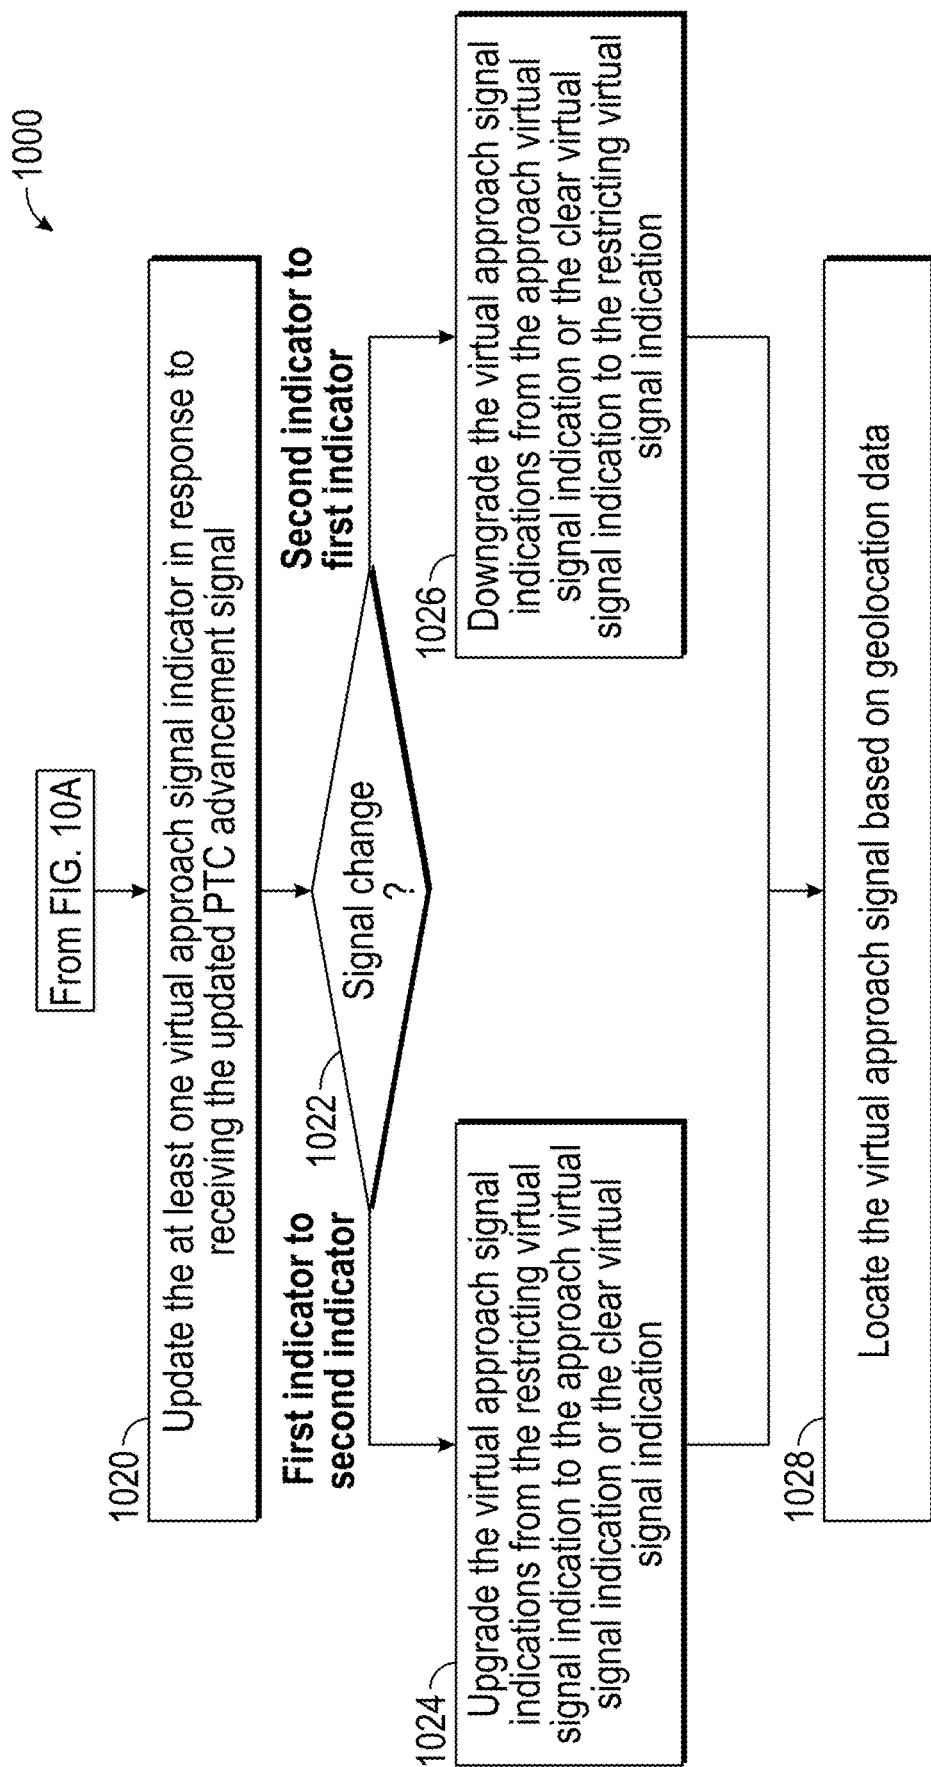 1000
From FIG. 10A
1020
Update the at least one virtual approach signal indicator in response to
receiving the updated PTC advancement signal
1022
Signal change
?
First indicator to
second indicator
Second indicator to
first indicator
1024
Upgrade the virtual approach signal
indications from the restricting virtual
signal indication to the approach virtual
signal indication or the clear virtual
signal indication
1026
Downgrade the virtual approach signal
indications from the approach virtual
signal indication or the clear virtual
signal indication to the restricting virtual
signal indication
1028
Locate the virtual approach signal based on geolocation data